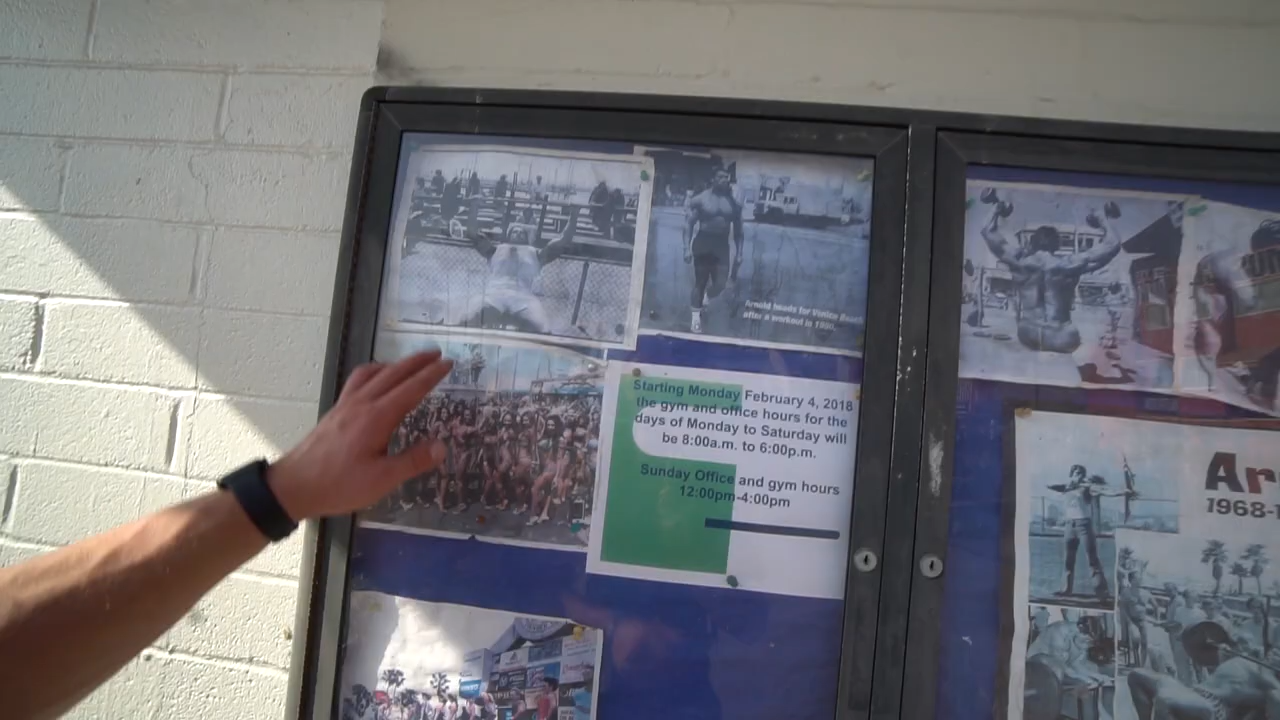 Arnold heads for Venice Beach
after a workout in 1980.
Starting Monday February 4, 2018
the gym and office hours for the
days of Monday to Saturday will
be 8:00a.m. to 6:00p.m.
Sunday Office and gym hours
12:00pm-4:00pm
Ar
1968-1